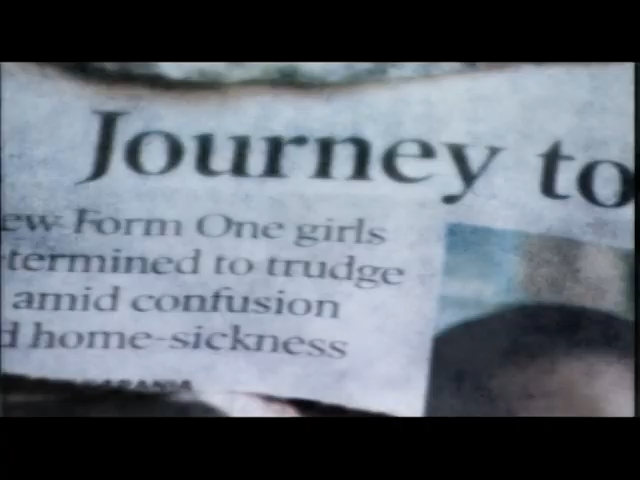 Journey to
ew Form One girls
termined to trudge
amid confusion
d home-sickness